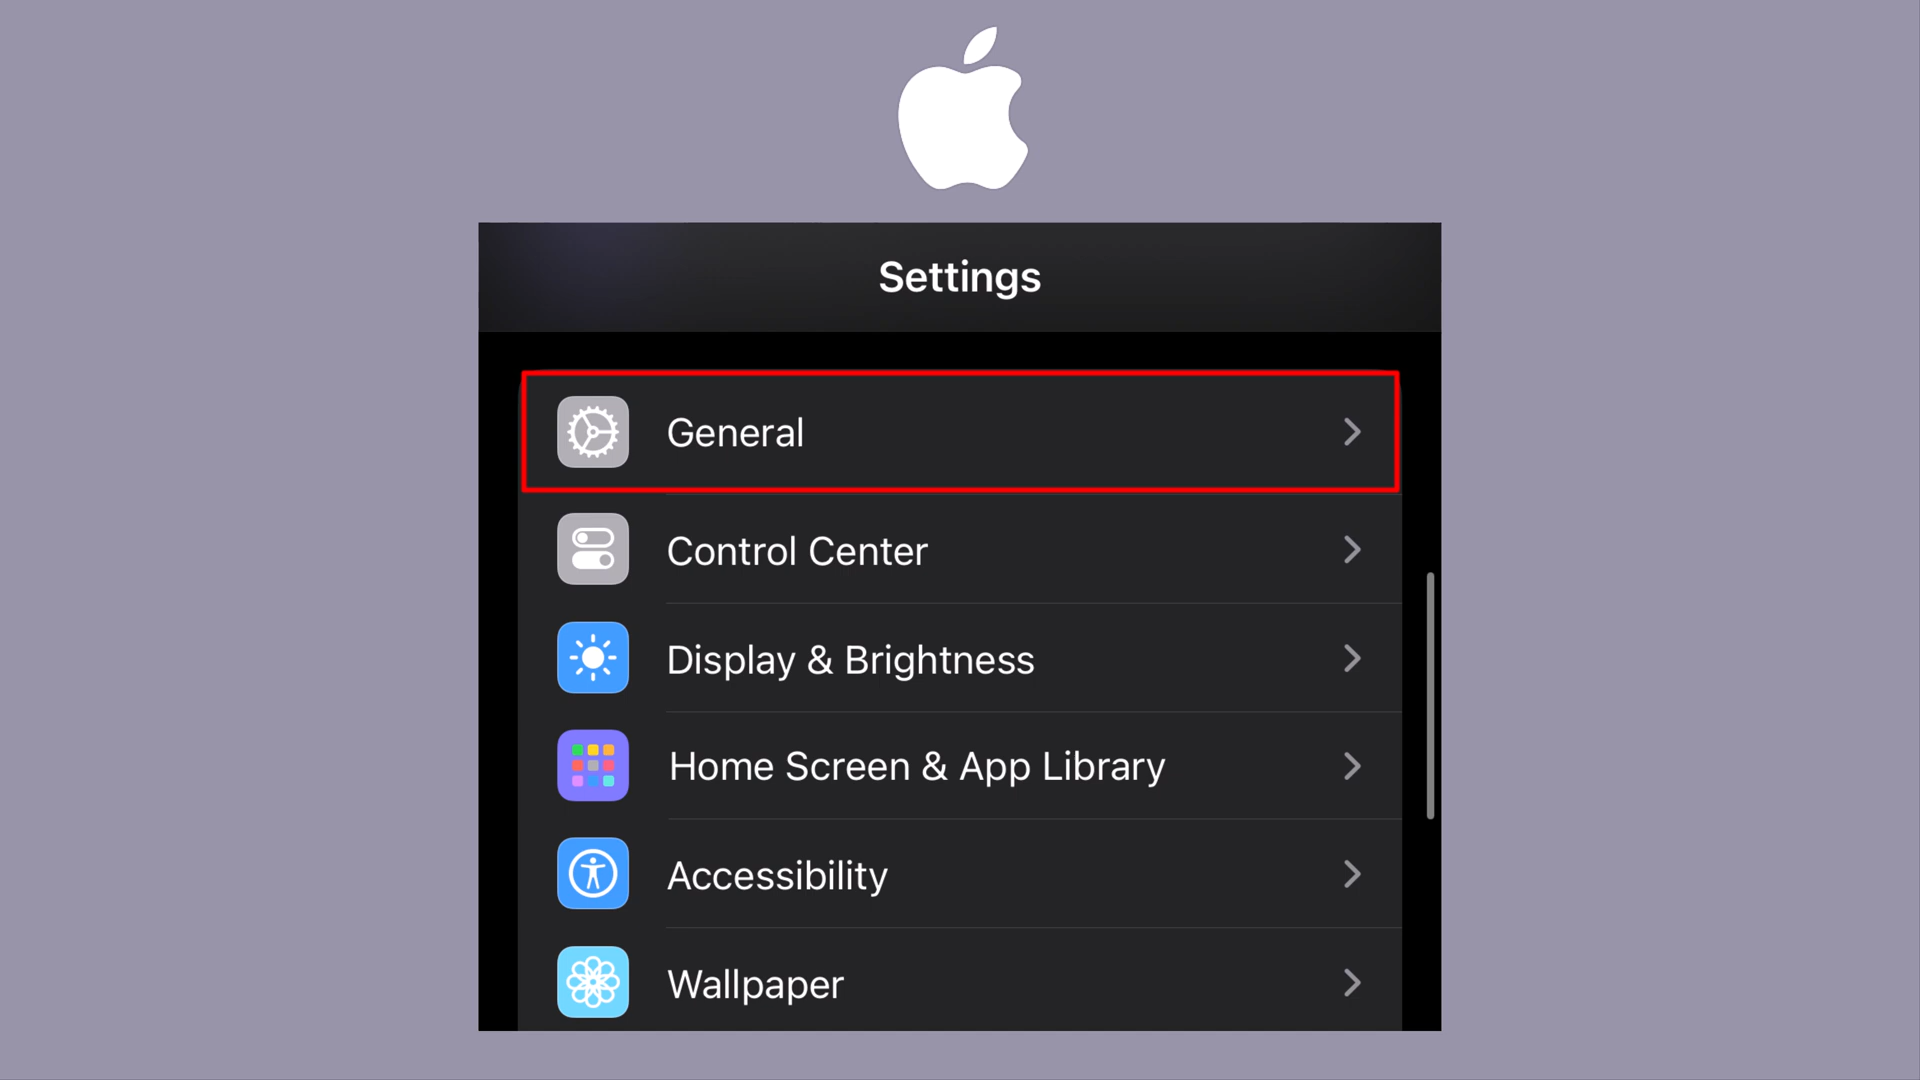 Settings
General
Control Center
Display & Brightness
Home Screen & App Library
Accessibility
Wallpaper